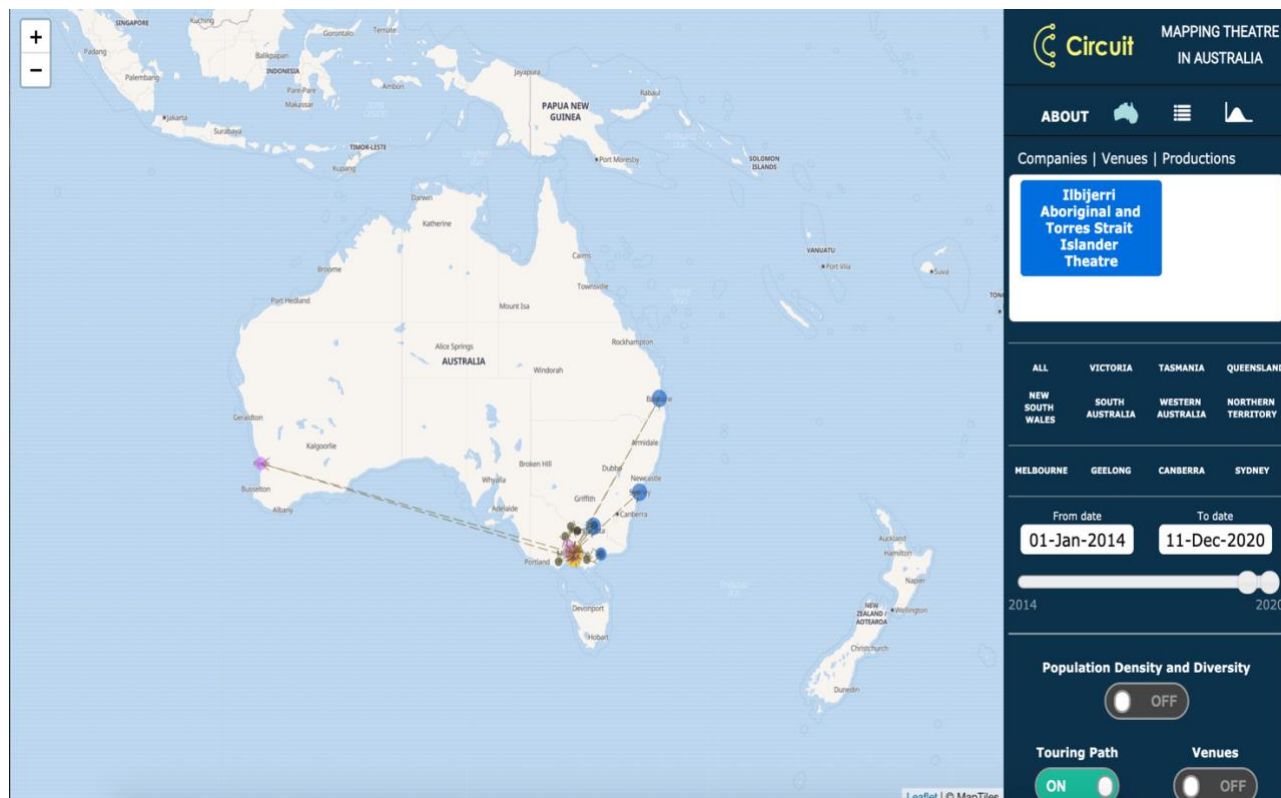 +
−
SINGAPORE
Kuching
Gorontalo
Ternate
Padang
Balikpapan
INDONESIA
Palembang
Pare-Pare
Makassar
Ambon
Jayapura
Rabaul
PAPUA NEW
GUINEA
Jakarta
Surabaya
TIMOR-LESTE
Kupang
Port Moresby
SOLOMON
ISLANDS
Darwin
Katherine
Cairns
VANUATU
Port Vila
Suva
Broome
Townsville
TON
Port Hedland
Mount Isa
Rockhampton
Alice Springs
AUSTRALIA
Windorah
Geraldton
Kalgoorlie
Armidale
Broken Hill
Dubbo
Newcastle
Whyalla
Busselton
Griffith
Albany
Adelaide
Canberra
Portland
Auckland
Hamilton
Devonport
Napier
Hobart
NEW
ZEALAND /
AOTEAROA
Wellington
Christchurch
Dunedin
Leaflet | © MapTiles
Circuit
MAPPING THEATRE
IN AUSTRALIA
ABOUT
Companies | Venues | Productions
Ilbijerri
Aboriginal and
Torres Strait
Islander
Theatre
ALL VICTORIA TASMANIA QUEENSLAND
NEW
SOUTH
WALES
SOUTH
AUSTRALIA
WESTERN
AUSTRALIA
NORTHERN
TERRITORY
MELBOURNE GEELONG CANBERRA SYDNEY
From date To date
01-Jan-2014 11-Dec-2020
2014 2020
Population Density and Diversity
OFF
Touring Path Venues
ON OFF